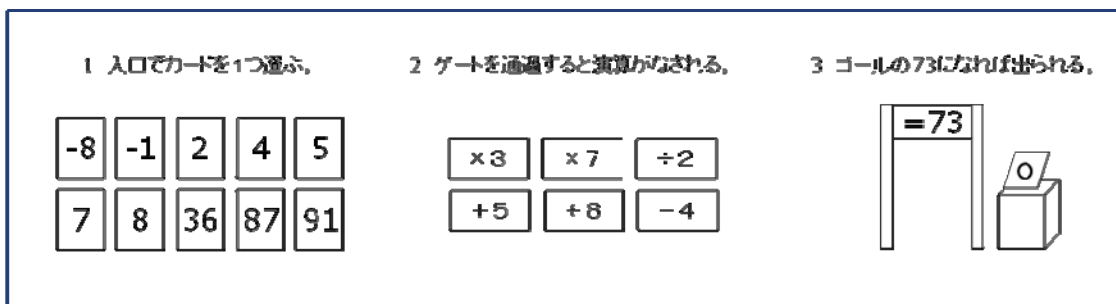 1 入口でカードを1つ選ぶ。
-8 -1 2 4 5
7 8 36 87 91
2 ゲートを通過すると演算がなされる。
×3 ×7 ÷2
+5 +8 -4
3 ゴールの73になれば出られる。
=73